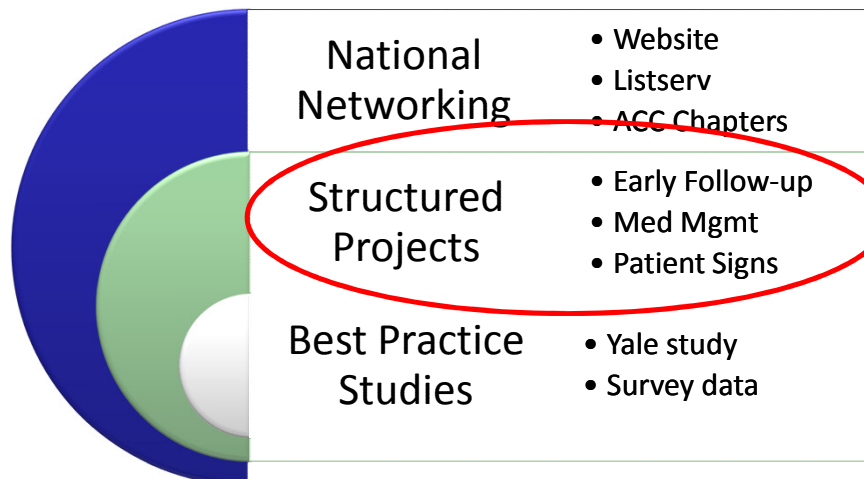 National
Networking
• Website
• Listserv
• ACC Chapters
Structured
Projects
• Early Follow-up
• Med Mgmt
• Patient Signs
Best Practice
Studies
• Yale study
• Survey data